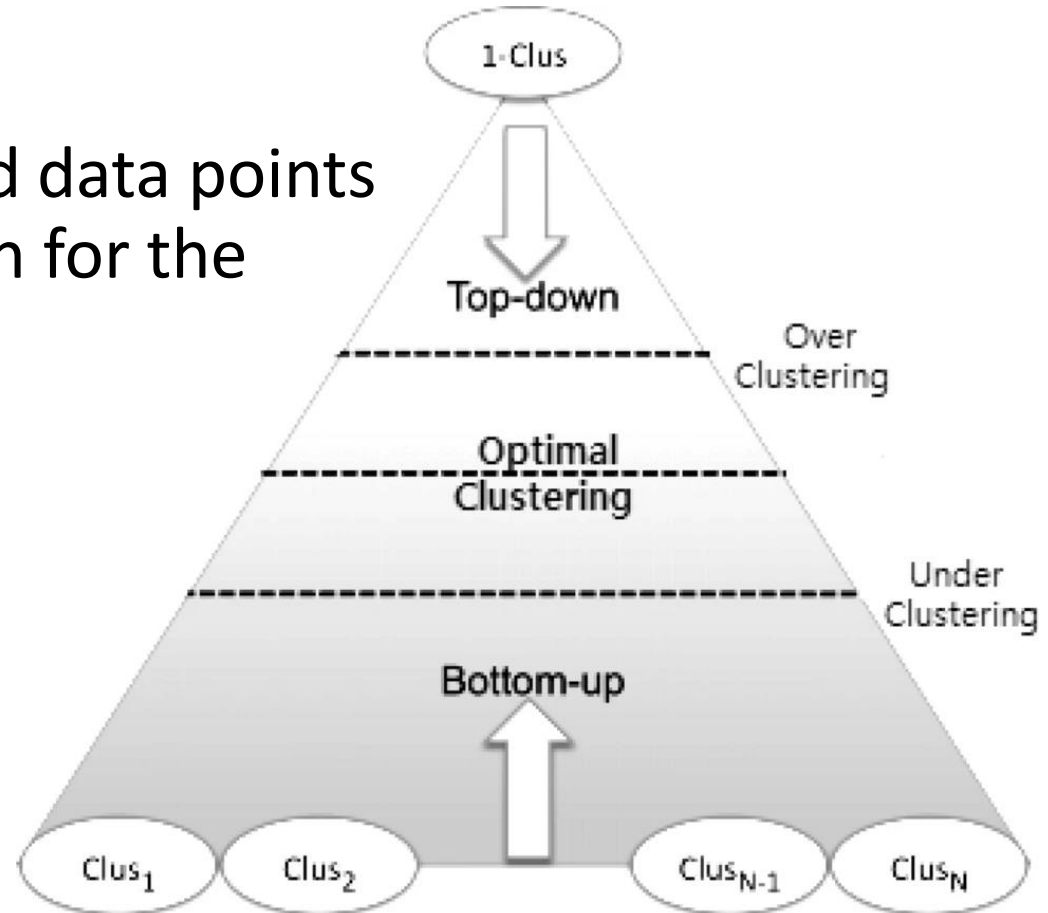 1-Clus
d data points
n for the
Top-down
Over
Clustering
Optimal
Clustering
Under
Clustering
Bottom-up
Clus1
Clus2
ClusN-1
ClusN